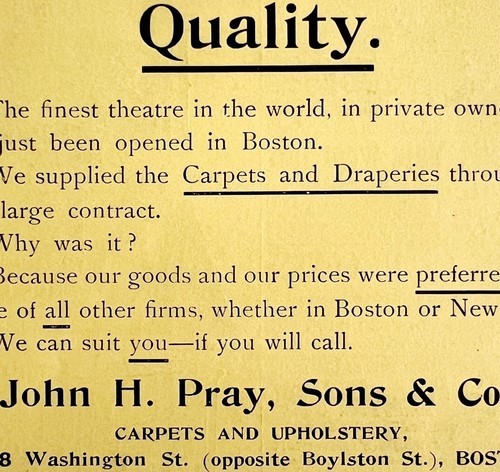 Quality.
The finest theatre in the world, in private own
just been opened in Boston.
We supplied the Carpets and Draperies throu
large contract.
Why was it?
Because our goods and our prices were preferre
e of all other firms, whether in Boston or New
We can suit you—if you will call.
John H. Pray, Sons & Co
CARPETS AND UPHOLSTERY,
8 Washington St. (opposite Boylston St.), BOS